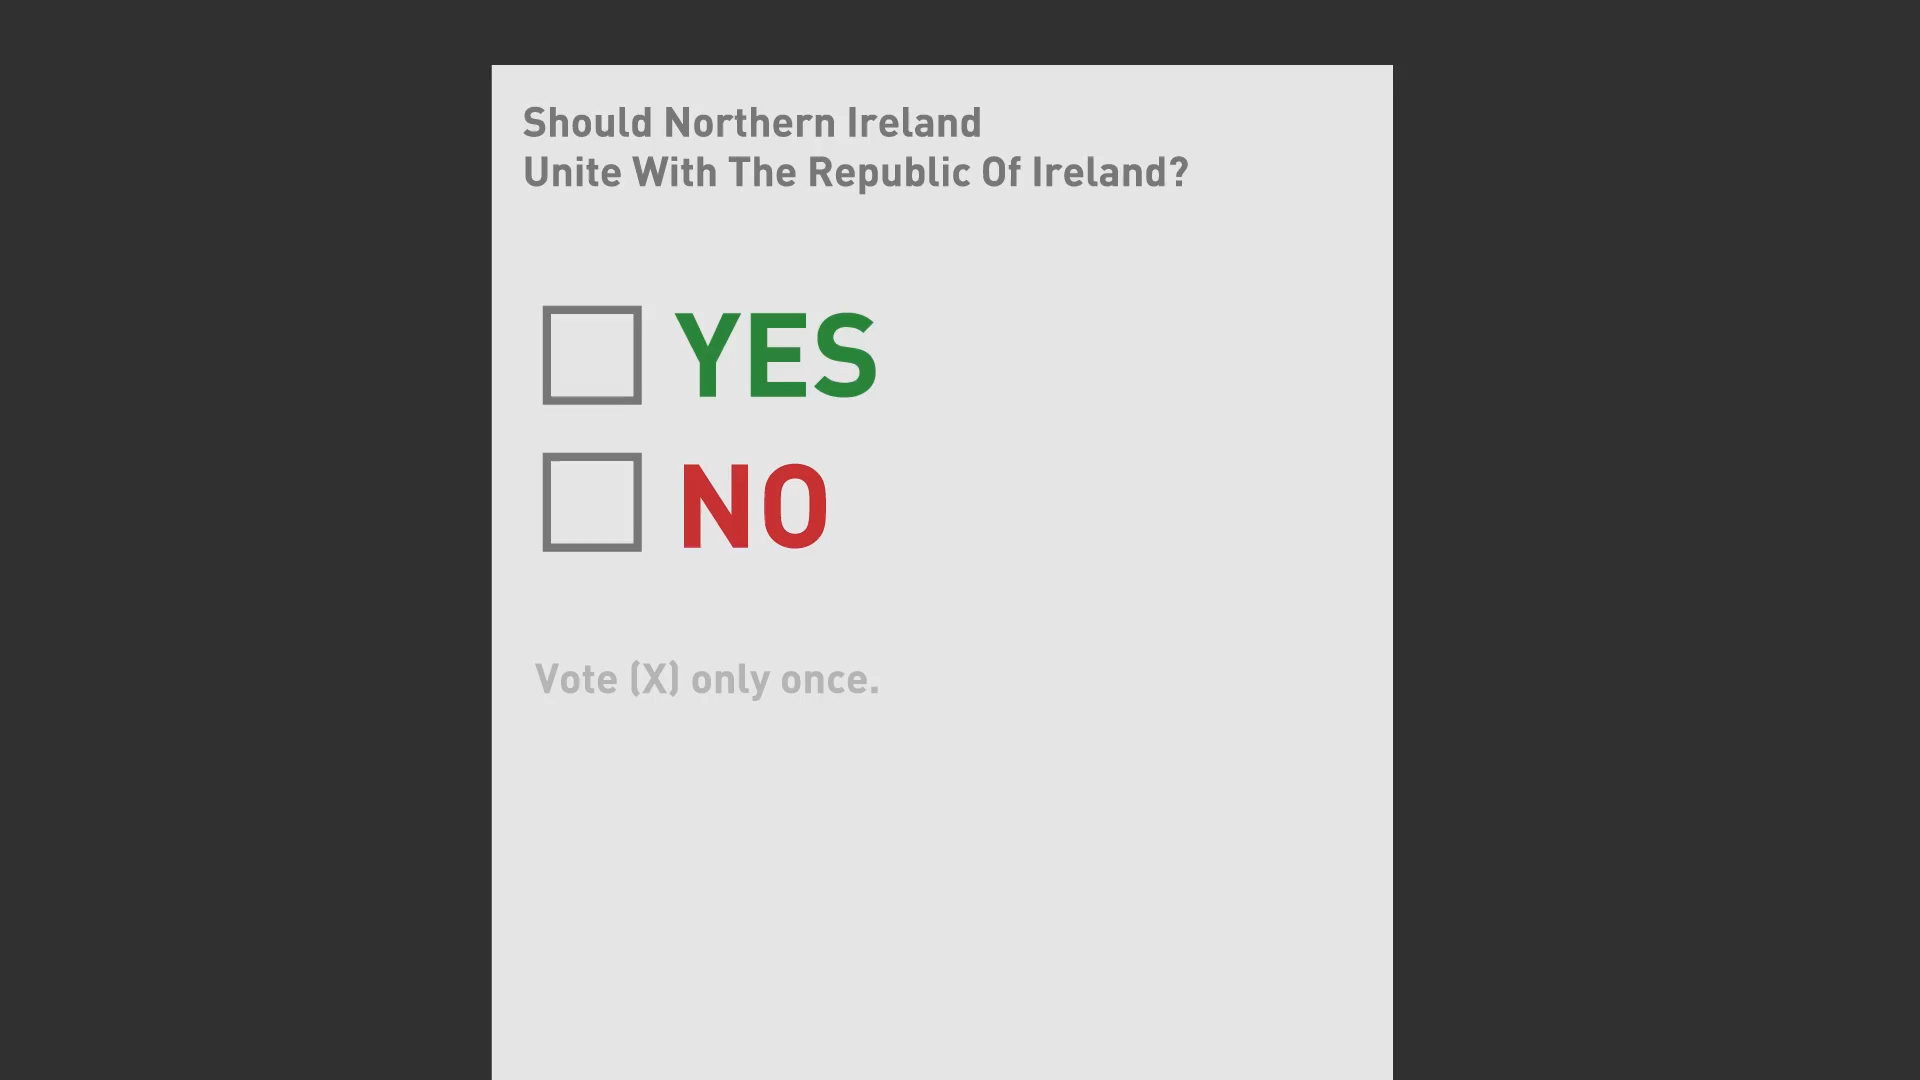 Should Northern Ireland
Unite With The Republic Of Ireland?
YES
NO
Vote (X) only once.